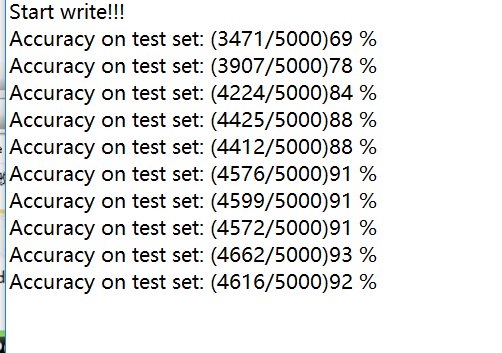 Start write!!!
Accuracy on test set: (3471/5000)69 %
Accuracy on test set: (3907/5000)78 %
Accuracy on test set: (4224/5000)84 %
Accuracy on test set: (4425/5000)88 %
Accuracy on test set: (4412/5000)88 %
Accuracy on test set: (4576/5000)91 %
Accuracy on test set: (4599/5000)91 %
Accuracy on test set: (4572/5000)91 %
Accuracy on test set: (4662/5000)93 %
Accuracy on test set: (4616/5000)92 %